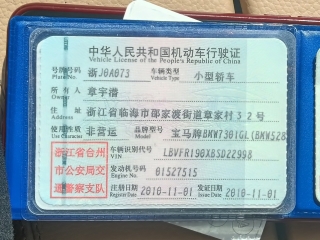 中华人民共和国机动车行驶证
Vehicle License of the People's Republic of China
号牌号码 浙J0A073 车辆类型 小型轿车
Plate No. Vehicle Type
所有人 章宇潜
Owner
住址 浙江省临海市邵家渡街道章家村32号
Address
使用性质 非营运 品牌型号 宝马牌BMW7301GL(BMW528
Use Character Model
浙江省台州 车辆识别代号 LBVFR190XBSD22998
VIN
市公安局交 发动机号码 01527515
Engine No.
通警察支队 注册日期 2010-11-01 发证日期 2010-11-01
Register Date Issue Date